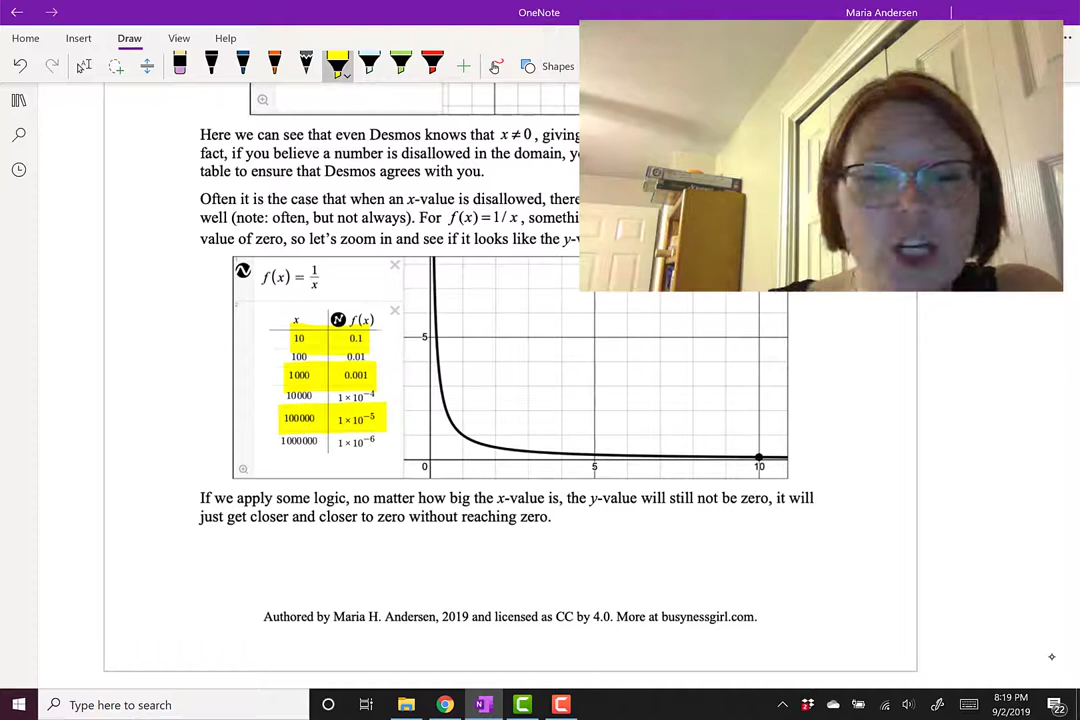 OneNote
Maria Andersen
Home Insert Draw View Help
Shapes
Here we can see that even Desmos knows that x ≠ 0 , giving
fact, if you believe a number is disallowed in the domain, y
table to ensure that Desmos agrees with you.
Often it is the case that when an x-value is disallowed, there
well (note: often, but not always). For f(x)=1/x , somethi
value of zero, so let's zoom in and see if it looks like the y-
f(x) = 1/x
x f(x)
10 0.1
100 0.01
1000 0.001
10000 1 × 10⁻⁴
100000 1 × 10⁻⁵
1000000 1 × 10⁻⁶
5
0 5 10
If we apply some logic, no matter how big the x-value is, the y-value will still not be zero, it will
just get closer and closer to zero without reaching zero.
Authored by Maria H. Andersen, 2019 and licensed as CC by 4.0. More at busynessgirl.com.
Type here to search
8:19 PM
9/2/2019
22